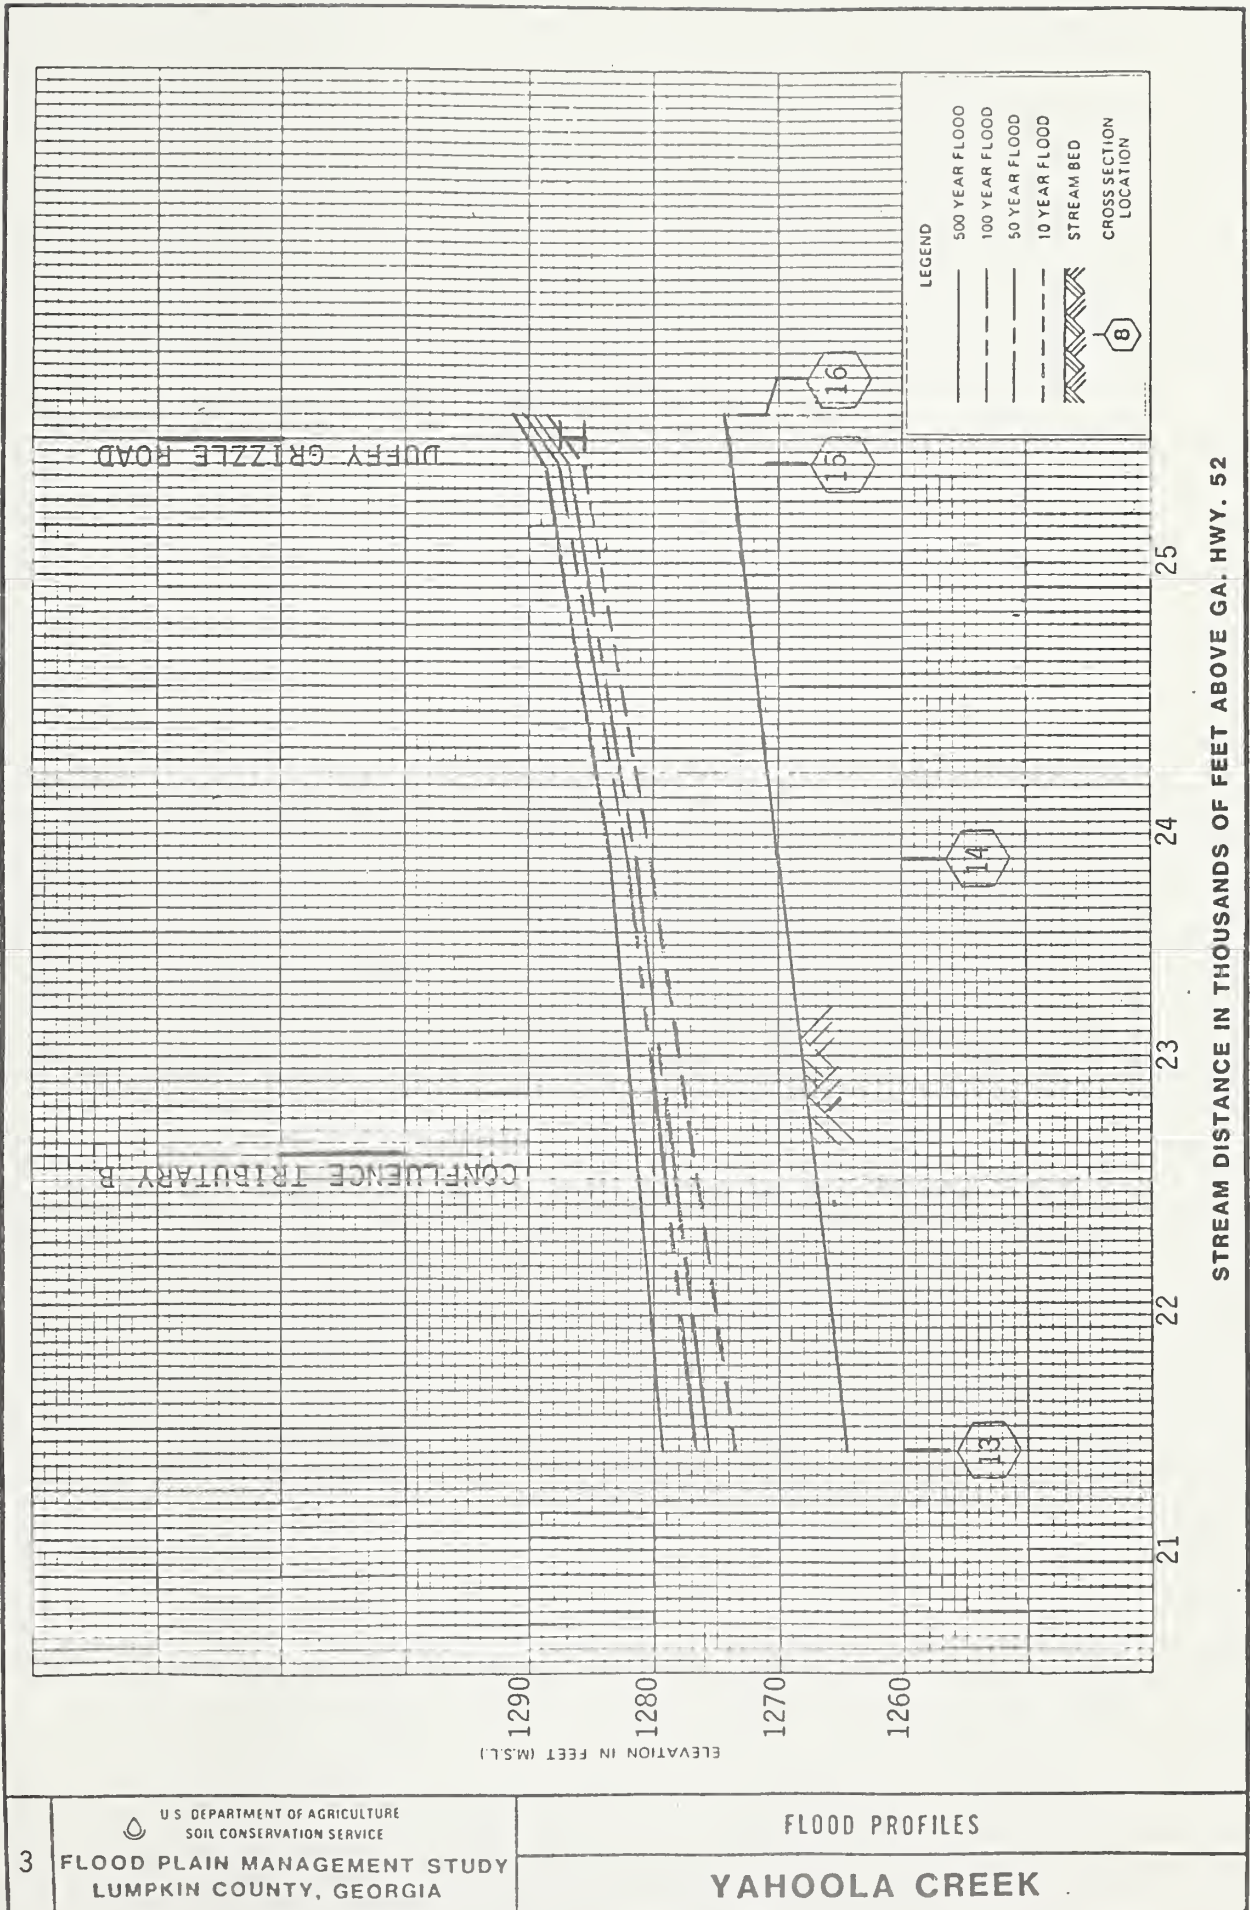 LEGEND
500 YEAR FLOOD
100 YEAR FLOOD
50 YEAR FLOOD
10 YEAR FLOOD
STREAM BED
CROSS SECTION
LOCATION
8
DUFFY GRIZZLE ROAD
CONFLUENCE TRIBUTARY B
16
15
14
13
25
24
23
22
21
STREAM DISTANCE IN THOUSANDS OF FEET ABOVE GA. HWY. 52
1290
1280
1270
1260
ELEVATION IN FEET (M.S.L.)
3
U S DEPARTMENT OF AGRICULTURE
SOIL CONSERVATION SERVICE
FLOOD PLAIN MANAGEMENT STUDY
LUMPKIN COUNTY, GEORGIA
FLOOD PROFILES
YAHOOLA CREEK